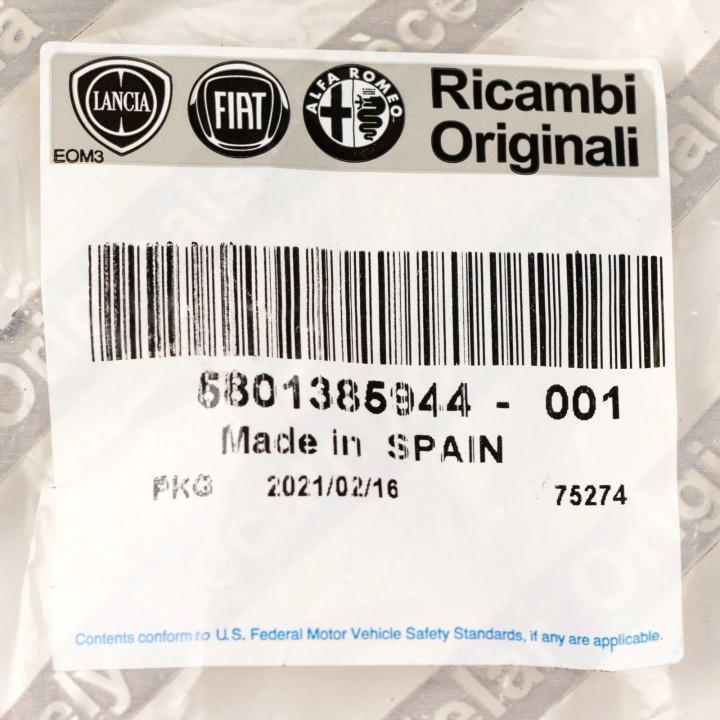 LANCIA
FIAT
ALFA ROMEO
Ricambi
Originali
EOM3
6801385944 - 001
Made in SPAIN
PKG 2021/02/16 75274
Contents conform to U.S. Federal Motor Vehicle Safety Standards, if any are applicable.